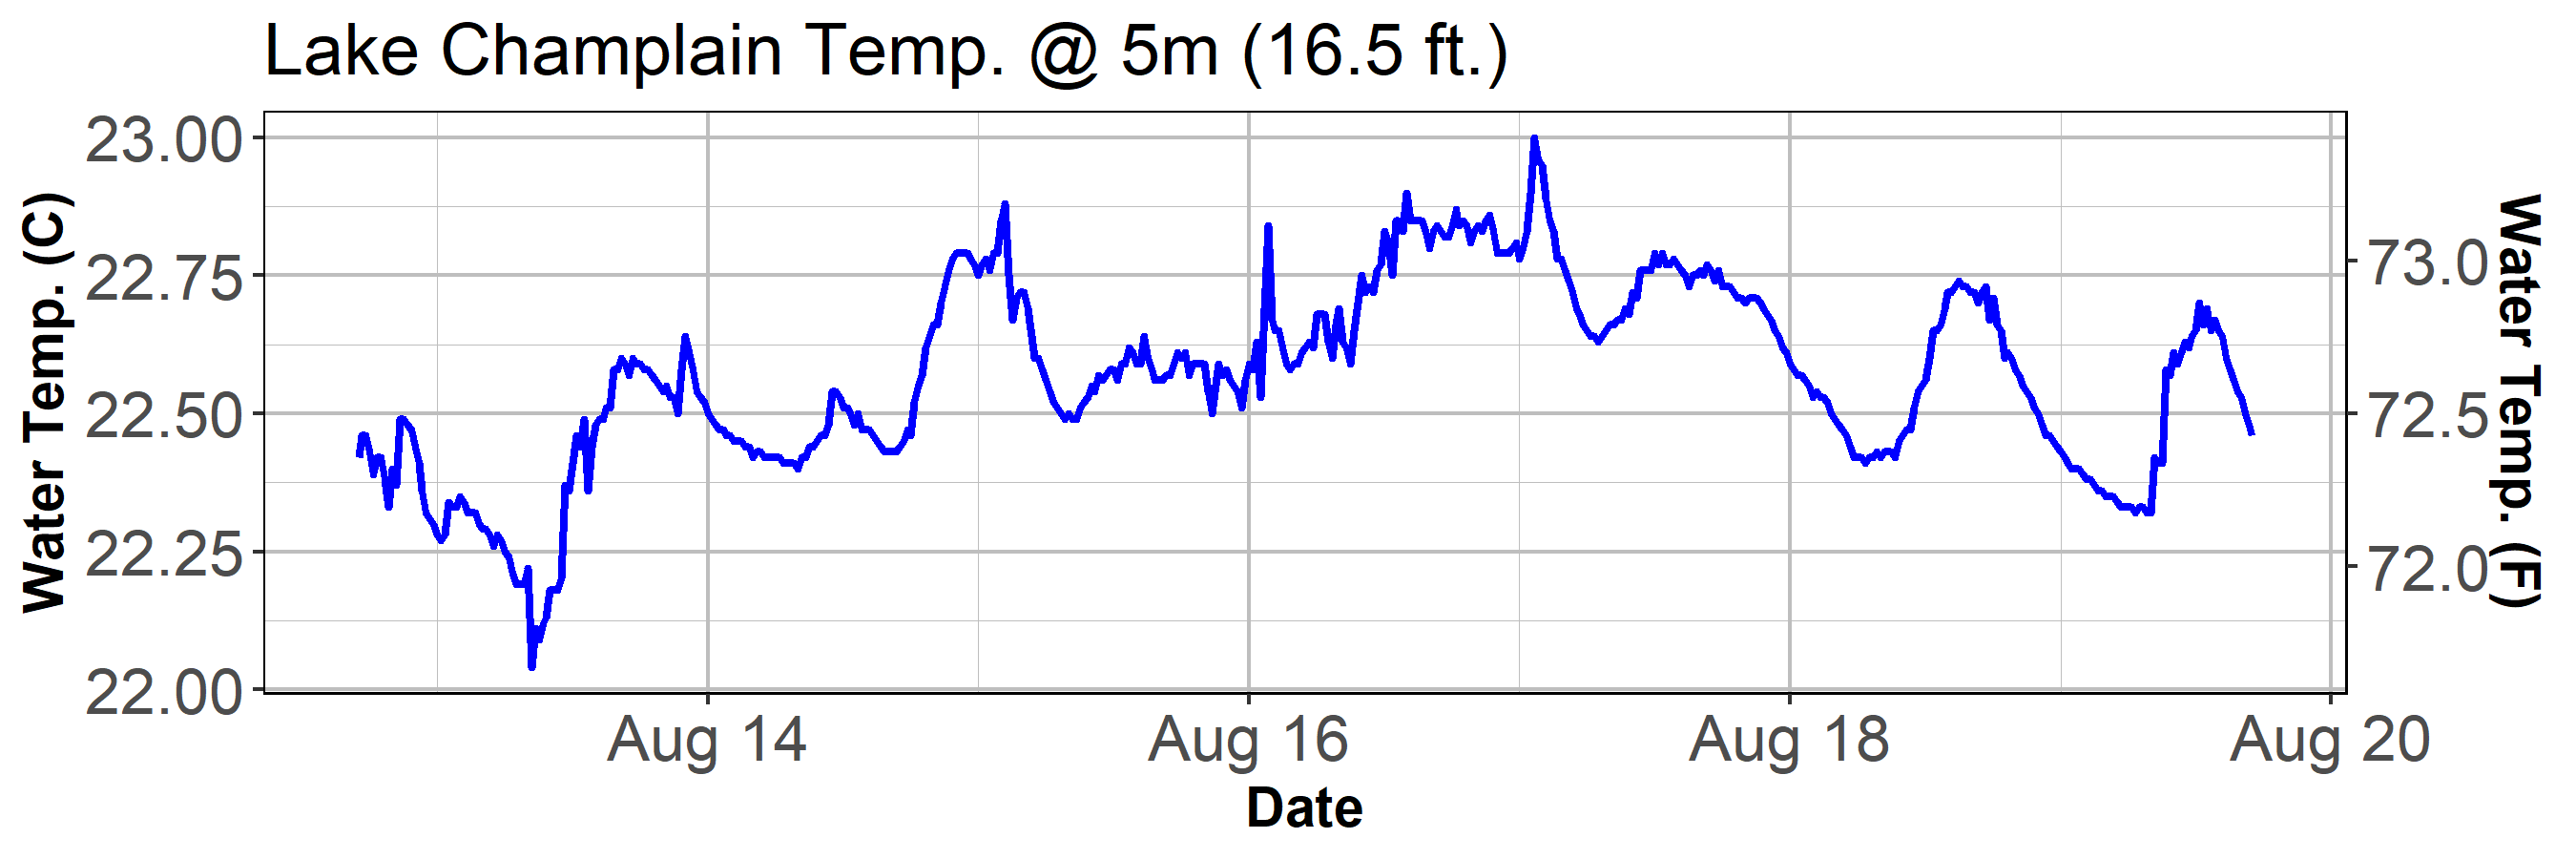 Lake Champlain Temp. @ 5m (16.5 ft.)
Water Temp. (C)
23.00
22.75
22.50
22.25
22.00
73.0
72.5
72.0
Water Temp. (F)
Aug 14 Aug 16 Aug 18 Aug 20
Date